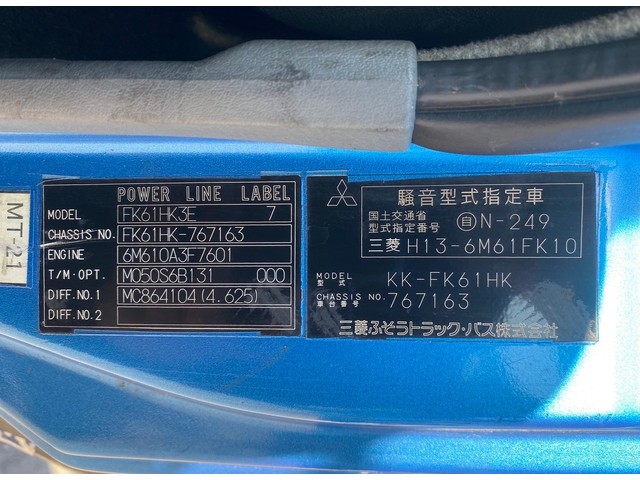 MT-21
POWER LINE LABEL
MODEL FK61HK3E 7
CHASSIS NO. FK61HK-767163
ENGINE 6M610A3F7601
T/M・OPT. M050S6B131 000
DIFF.NO.1 MC864104(4.625)
DIFF.NO.2
騒音型式指定車
国土交通省
型式指定番号 自N-249
三菱 H13-6M61FK10
MODEL
型式 KK-FK61HK
CHASSIS NO.
車台番号 767163
三菱ふそうトラック・バス株式会社